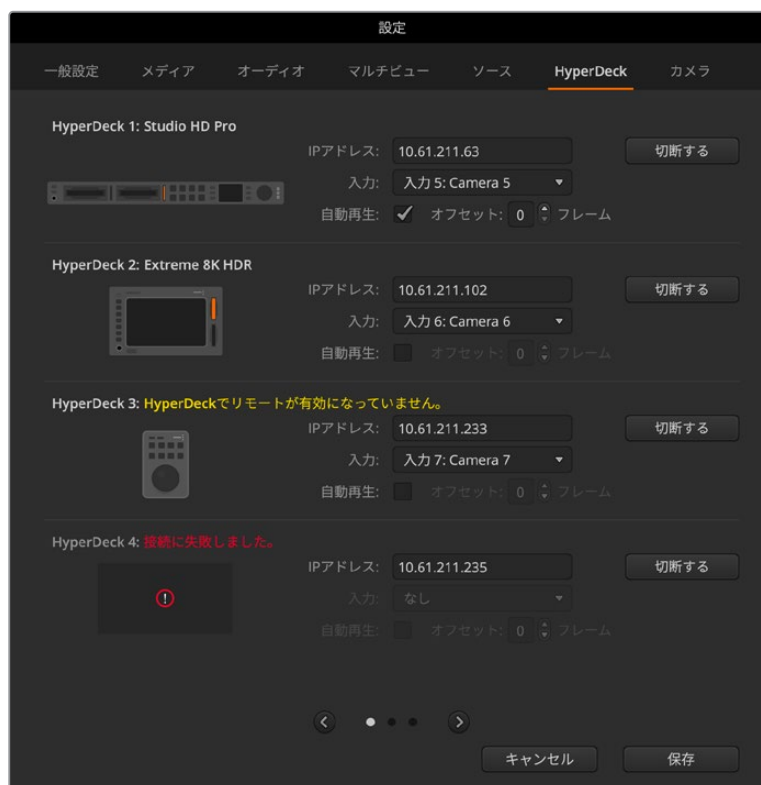 設定
一般設定 メディア オーディオ マルチビュー ソース HyperDeck カメラ
HyperDeck 1: Studio HD Pro
IPアドレス: 10.61.211.63 切断する
入力: 入力 5: Camera 5
自動再生: オフセット: 0 フレーム
HyperDeck 2: Extreme 8K HDR
IPアドレス: 10.61.211.102 切断する
入力: 入力 6: Camera 6
自動再生: オフセット: 0 フレーム
HyperDeck 3: HyperDeckでリモートが有効になっていません。
IPアドレス: 10.61.211.233 切断する
入力: 入力 7: Camera 7
自動再生: オフセット: 0 フレーム
HyperDeck 4: 接続に失敗しました。
IPアドレス: 10.61.211.235 切断する
入力: なし
自動再生: オフセット: 0 フレーム
キャンセル 保存